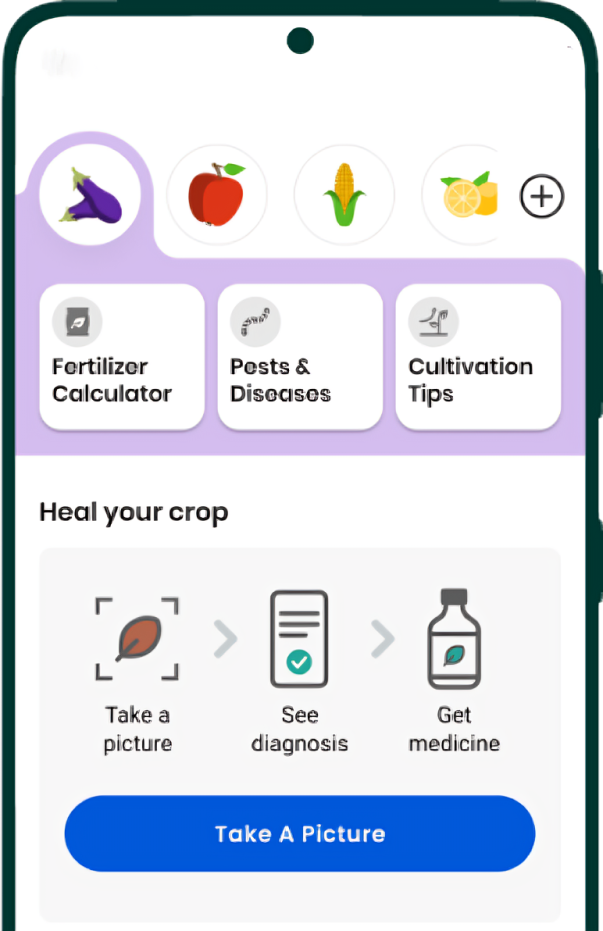 Fertilizer
Calculator
Pests &
Diseases
Cultivation
Tips
Heal your crop
Take a
picture
See
diagnosis
Get
medicine
Take A Picture